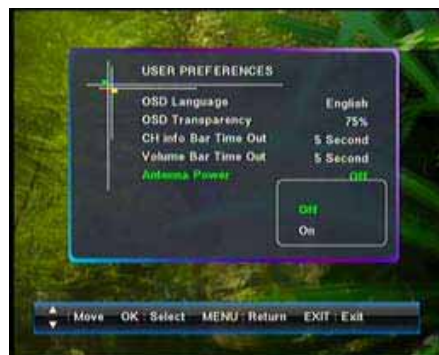 USER PREFERENCES
OSD Language English
OSD Transparency 75%
CH info Bar Time Out 5 Second
Volume Bar Time Out 5 Second
Antenna Power Off
Off
On
: Move OK : Select MENU : Return EXIT : Exit